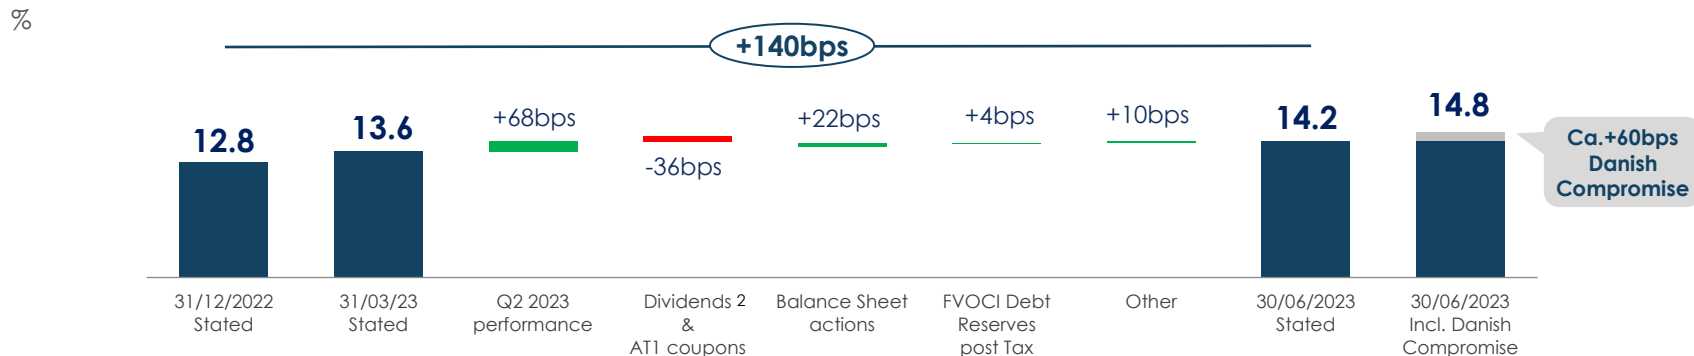 %
+140bps
12.8
13.6
+68bps
-36bps
+22bps
+4bps
+10bps
14.2
14.8
Ca.+60bps
Danish
Compromise
31/12/2022
Stated
31/03/23
Stated
Q2 2023
performance
Dividends 2
&
AT1 coupons
Balance Sheet
actions
FVOCI Debt
Reserves
post Tax
Other
30/06/2023
Stated
30/06/2023
Incl. Danish
Compromise